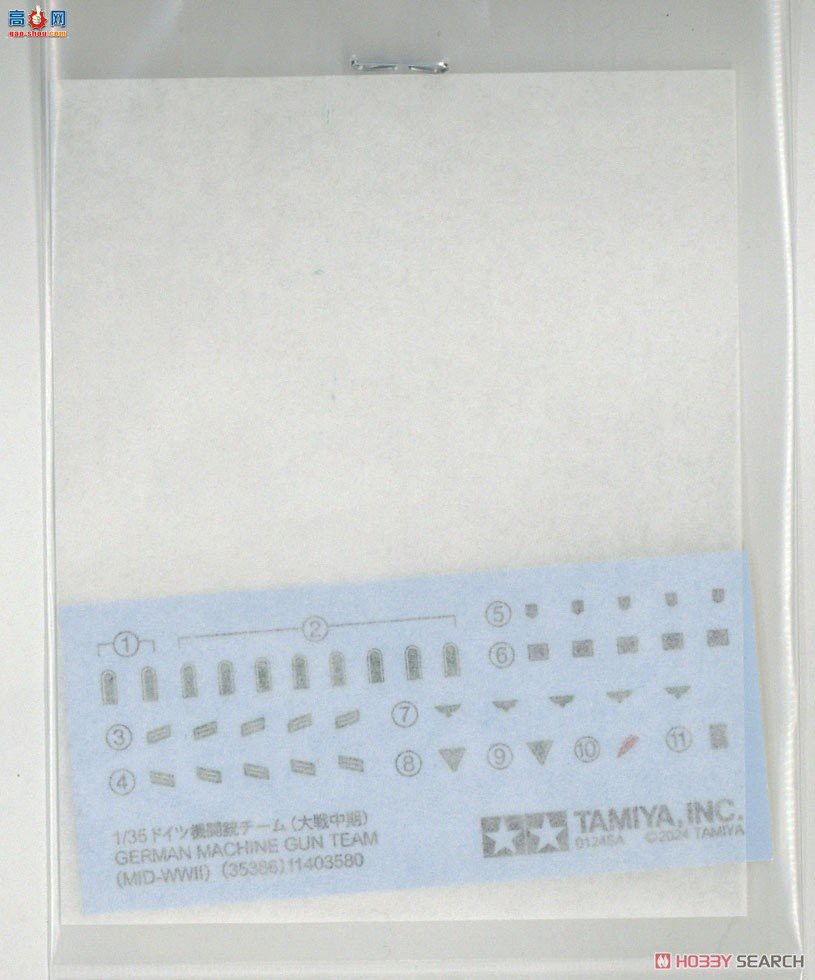 高手网
gao.shou.com
① ② ⑤
⑥
③ ⑦
④ ⑧ ⑨ ⑩ ⑪
1/35 ドイツ機関銃チーム (大戦中期)
GERMAN MACHINE GUN TEAM
(MID-WWII) (35386) 11403580
TAMIYA, INC.
01245A ©2024 TAMIYA
HOBBY SEARCH